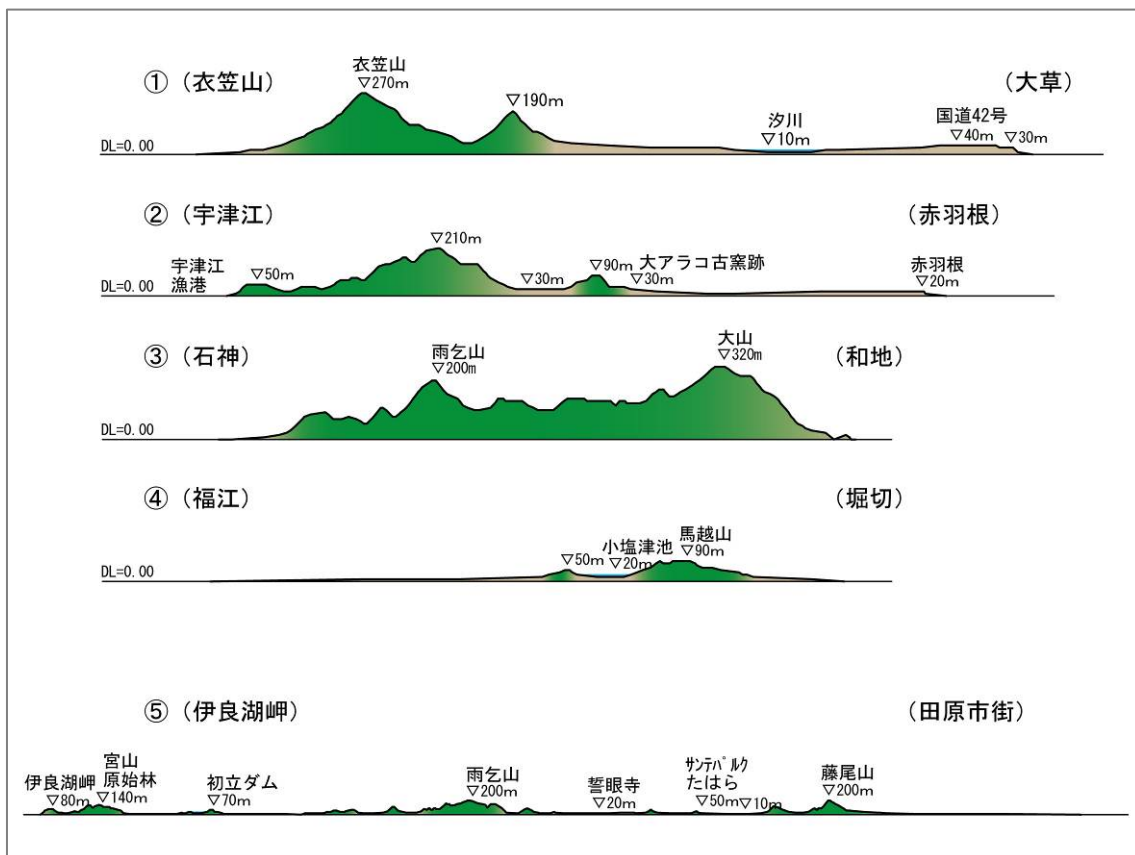 ①（衣笠山）
（大草）
衣笠山
▽270m
▽190m
汐川
▽10m
国道42号
▽40m
▽30m
DL=0.00
②（宇津江）
（赤羽根）
宇津江
漁港
▽50m
▽210m
▽30m
▽90m
大アラコ古窯跡
▽30m
赤羽根
▽20m
DL=0.00
③（石神）
（和地）
雨乞山
▽200m
大山
▽320m
DL=0.00
④（福江）
（堀切）
▽50m
小塩津池
▽20m
馬越山
▽90m
DL=0.00
⑤（伊良湖岬）
（田原市街）
伊良湖岬
▽80m
宮山
原始林
▽140m
初立ダム
▽70m
雨乞山
▽200m
誓眼寺
▽20m
ｻﾝﾃﾊﾟﾙｸ
たはら
▽50m
▽10m
藤尾山
▽200m